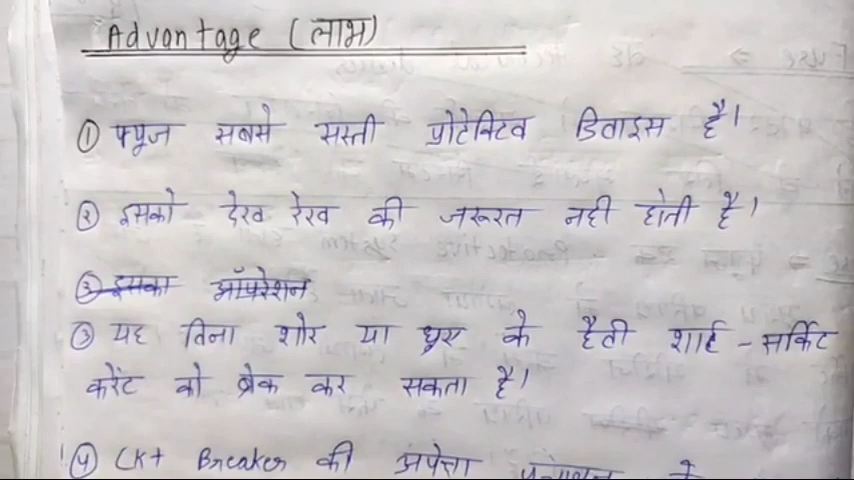 Advantage (लाभ)
① फ्यूज सबसे सस्ती प्रोटेक्टिव डिवाइस है।
② इसको देख रेख की जरूरत नही होती है।
③ इसका ऑपरेशन
③ यह बिना शोर या धुए के हैवी शार्ट - सर्किट
करेंट को ब्रेक कर सकता है।
④ CKt Breaker की अपेक्षा